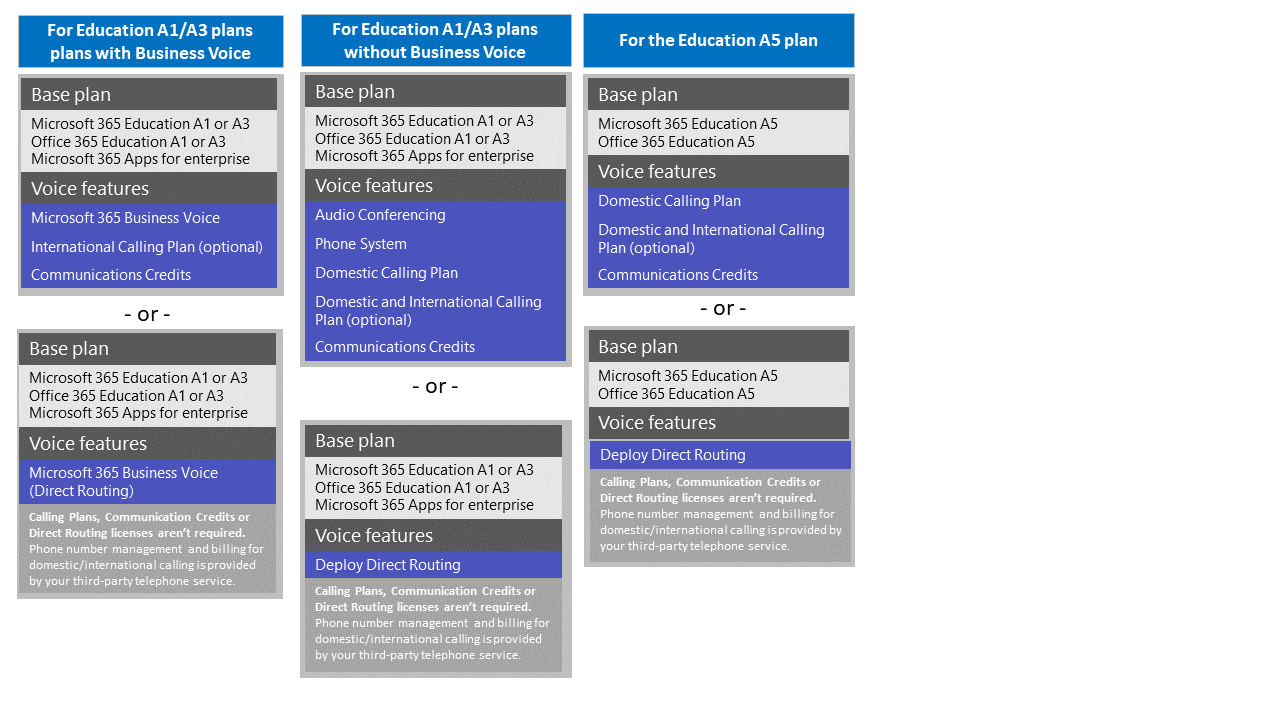 For Education A1/A3 plans
plans with Business Voice
Base plan
Microsoft 365 Education A1 or A3
Office 365 Education A1 or A3
Microsoft 365 Apps for enterprise
Voice features
Microsoft 365 Business Voice
International Calling Plan (optional)
Communications Credits
- or -
Base plan
Microsoft 365 Education A1 or A3
Office 365 Education A1 or A3
Microsoft 365 Apps for enterprise
Voice features
Microsoft 365 Business Voice
(Direct Routing)
Calling Plans, Communication Credits or
Direct Routing licenses aren't required.
Phone number management and billing for
domestic/international calling is provided
by your third-party telephone service.
For Education A1/A3 plans
without Business Voice
Base plan
Microsoft 365 Education A1 or A3
Office 365 Education A1 or A3
Microsoft 365 Apps for enterprise
Voice features
Audio Conferencing
Phone System
Domestic Calling Plan
Domestic and International Calling
Plan (optional)
Communications Credits
- or -
Base plan
Microsoft 365 Education A1 or A3
Office 365 Education A1 or A3
Microsoft 365 Apps for enterprise
Voice features
Deploy Direct Routing
Calling Plans, Communication Credits or
Direct Routing licenses aren't required.
Phone number management and billing for
domestic/international calling is provided
by your third-party telephone service.
For the Education A5 plan
Base plan
Microsoft 365 Education A5
Office 365 Education A5
Voice features
Domestic Calling Plan
Domestic and International Calling
Plan (optional)
Communications Credits
- or -
Base plan
Microsoft 365 Education A5
Office 365 Education A5
Voice features
Deploy Direct Routing
Calling Plans, Communication Credits or
Direct Routing licenses aren't required.
Phone number management and billing for
domestic/international calling is provided by
your third-party telephone service.